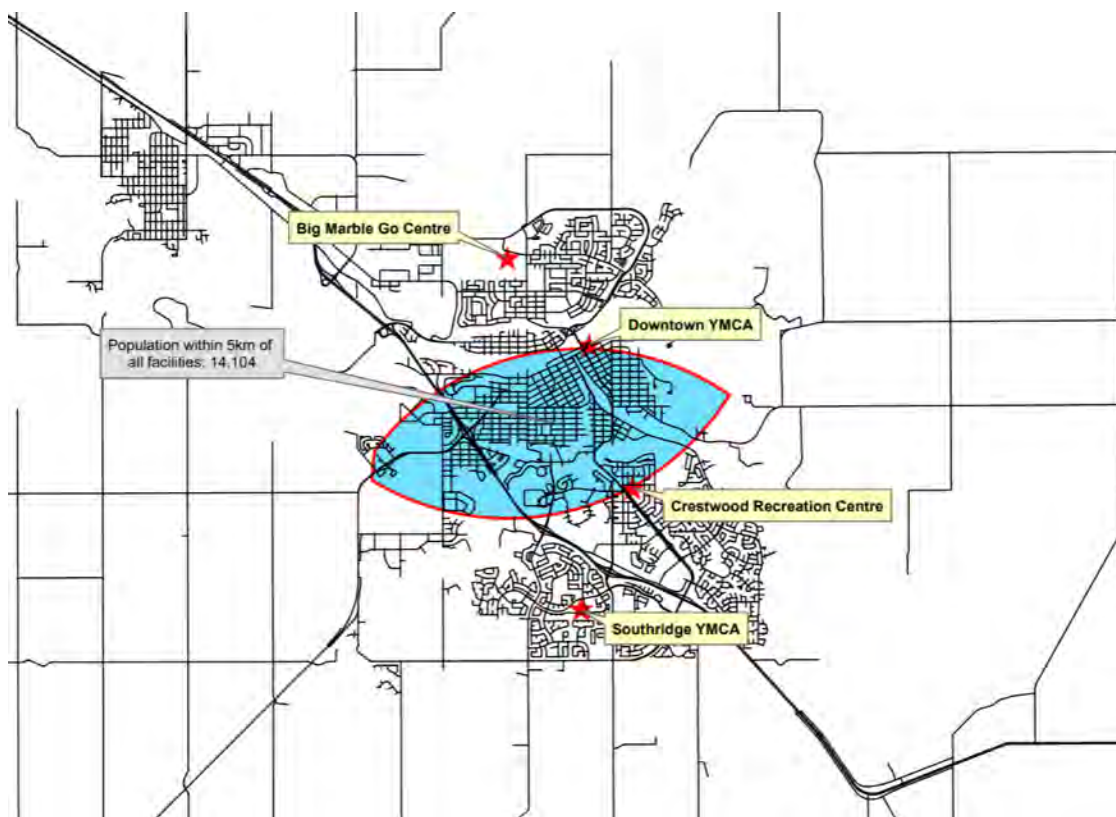 Big Marble Go Centre
Downtown YMCA
Population within 5km of
all facilities: 14,104
Crestwood Recreation Centre
Southridge YMCA